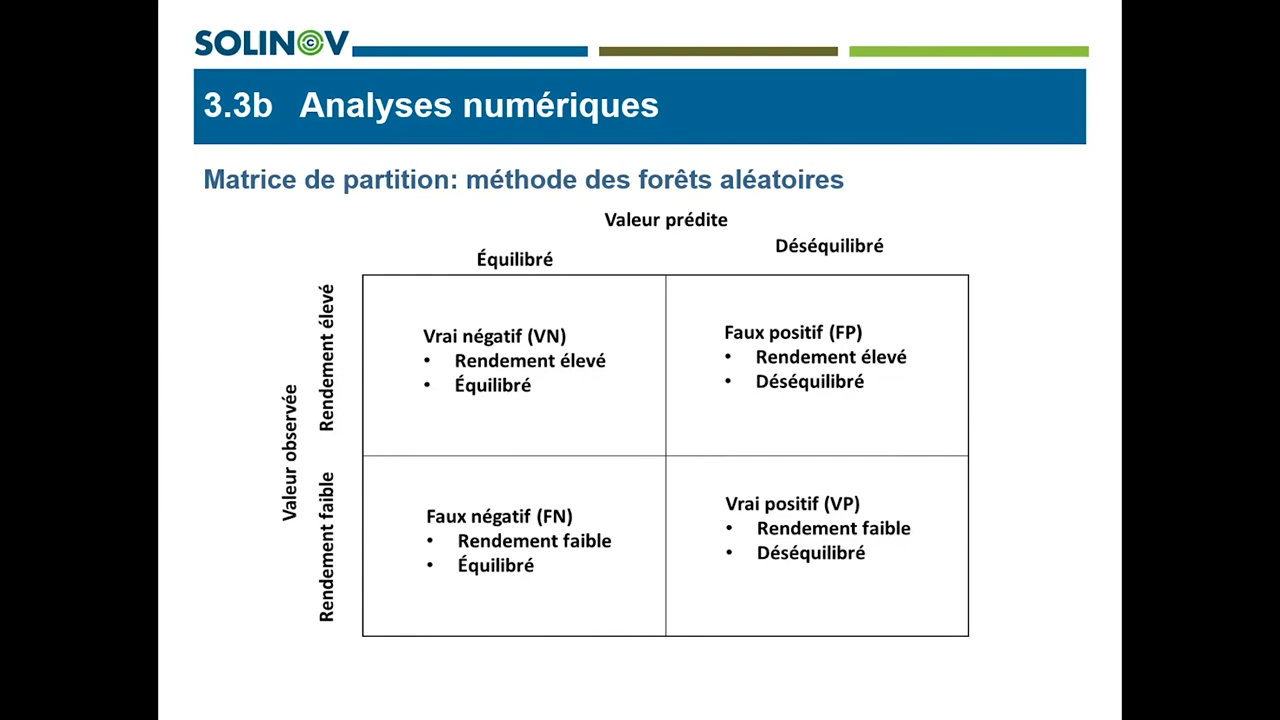 SOLINOV
3.3b Analyses numériques
Matrice de partition: méthode des forêts aléatoires
Valeur prédite
Équilibré
Déséquilibré
Valeur observée
Rendement élevé
Rendement faible
Vrai négatif (VN)
• Rendement élevé
• Équilibré
Faux positif (FP)
• Rendement élevé
• Déséquilibré
Faux négatif (FN)
• Rendement faible
• Équilibré
Vrai positif (VP)
• Rendement faible
• Déséquilibré